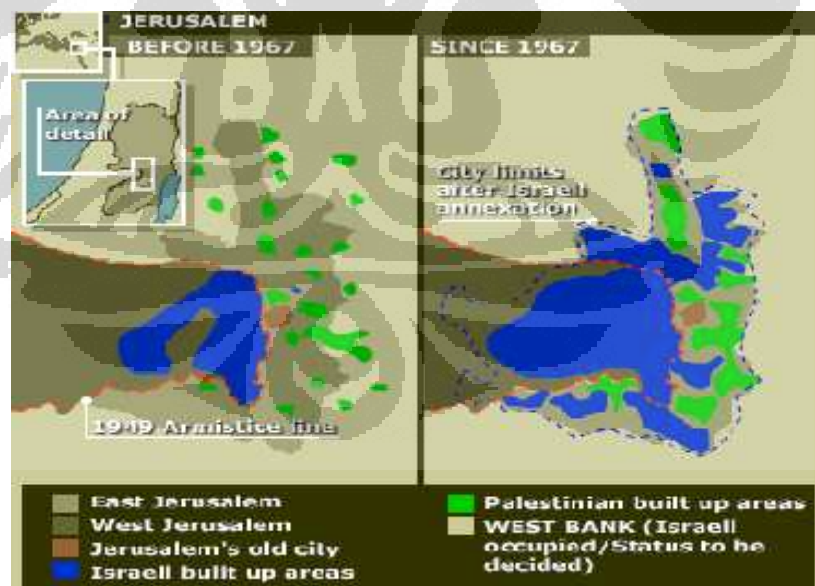 JERUSALEM
BEFORE 1967
SINCE 1967
Area of
detail
City limits
after Israeli
annexation
1949 Armistice line
East Jerusalem
West Jerusalem
Jerusalem's old city
Israeli built up areas
Palestinian built up areas
WEST BANK (Israeli
occupied/Status to be
decided)